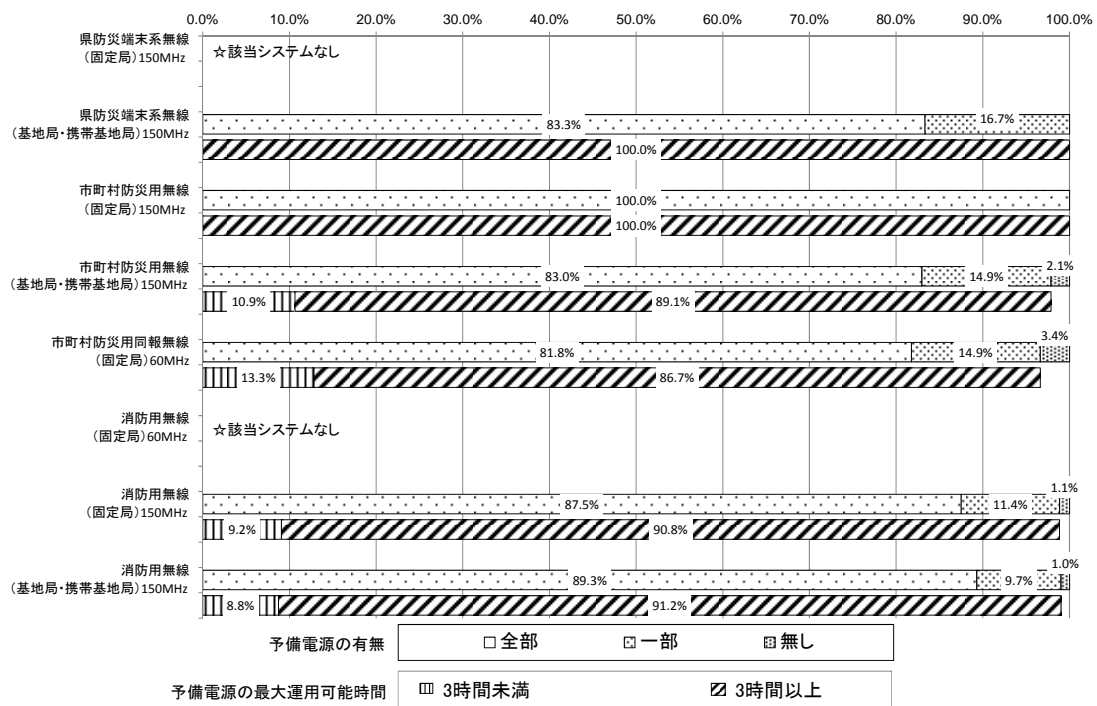 0.0% 10.0% 20.0% 30.0% 40.0% 50.0% 60.0% 70.0% 80.0% 90.0% 100.0%
県防災端末系無線
(固定局)150MHz
☆該当システムなし
県防災端末系無線
(基地局・携帯基地局)150MHz
83.3% 16.7%
100.0%
市町村防災用無線
(固定局)150MHz
100.0%
100.0%
市町村防災用無線
(基地局・携帯基地局)150MHz
83.0% 14.9% 2.1%
10.9% 89.1%
市町村防災用同報無線
(固定局)60MHz
81.8% 14.9% 3.4%
13.3% 86.7%
消防用無線
(固定局)60MHz
☆該当システムなし
消防用無線
(固定局)150MHz
87.5% 11.4% 1.1%
9.2% 90.8%
消防用無線
(基地局・携帯基地局)150MHz
89.3% 9.7% 1.0%
8.8% 91.2%
予備電源の有無 全部 一部 無し
予備電源の最大運用可能時間 3時間未満 3時間以上